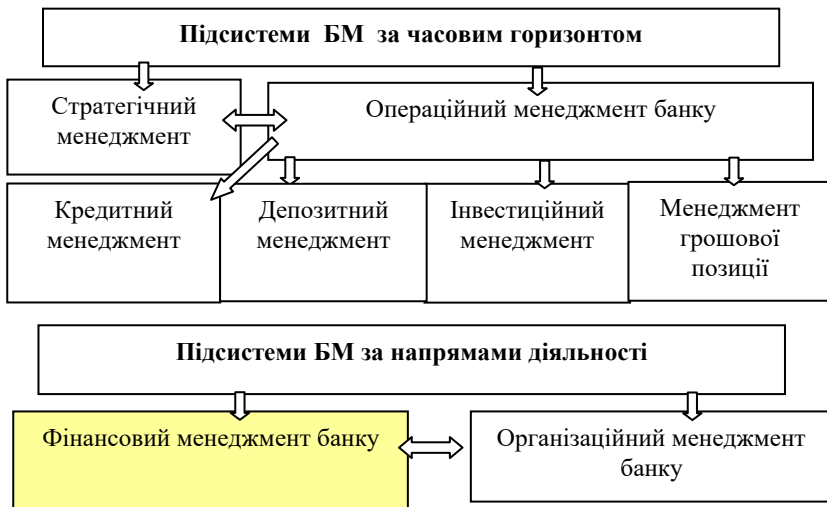 Підсистеми БМ за часовим горизонтом
Стратегічний
менеджмент
Операційний менеджмент банку
Кредитний
менеджмент
Депозитний
менеджмент
Інвестиційний
менеджмент
Менеджмент
грошової
позиції
Підсистеми БМ за напрямами діяльності
Фінансовий менеджмент банку
Організаційний менеджмент
банку